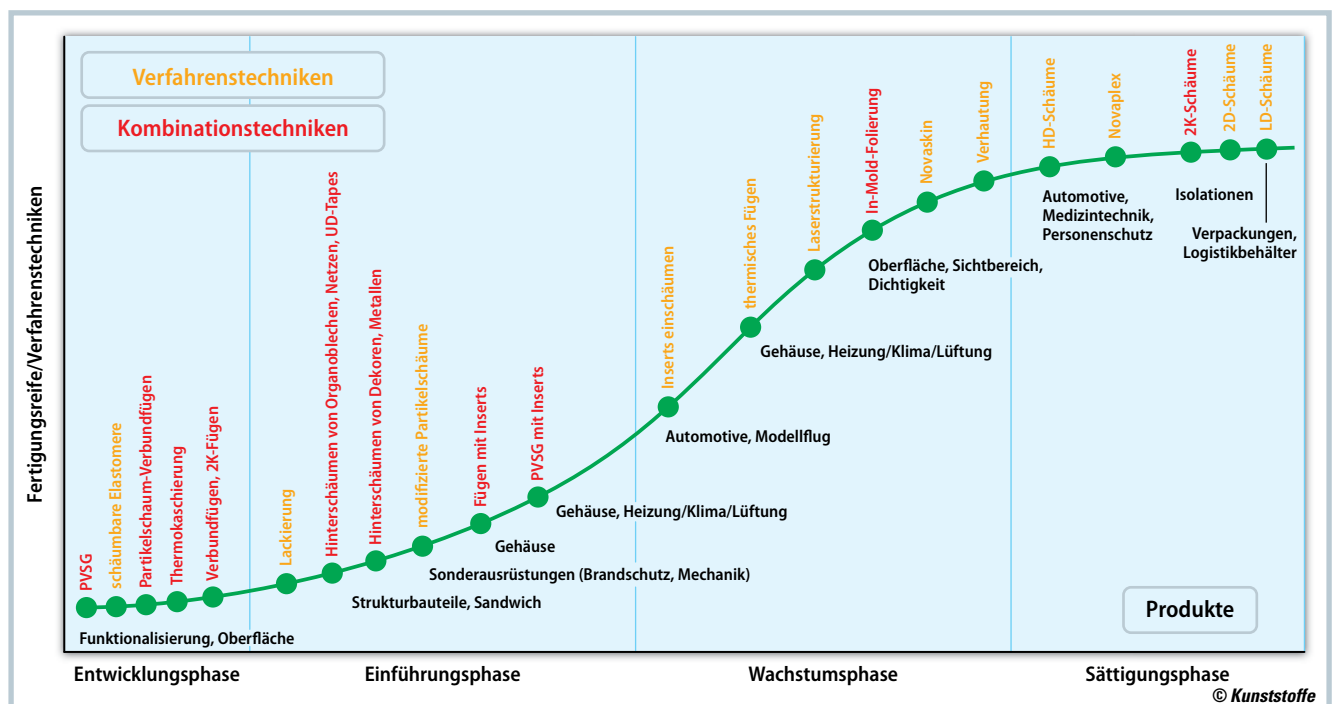 Verfahrenstechniken
Kombinationstechniken
Fertigungsreife/Verfahrenstechniken
PVSG
schäumbare Elastomere
Partikelschaum-Verbundfügen
Thermokaschierung
Verbundfügen, 2K-Fügen
Lackierung
Hinterschäumen von Organoblechen, Netzen, UD-Tapes
Hinterschäumen von Dekoren, Metallen
modifizierte Partikelschäume
Fügen mit Inserts
PVSG mit Inserts
Inserts einschäumen
thermisches Fügen
Laserstrukturierung
In-Mold-Folierung
Novaskin
Verhautung
HD-Schäume
Novaplex
2K-Schäume
2D-Schäume
LD-Schäume
Funktionalisierung, Oberfläche
Strukturbauteile, Sandwich
Sonderausrüstungen (Brandschutz, Mechanik)
Gehäuse
Gehäuse, Heizung/Klima/Lüftung
Automotive, Modellflug
Gehäuse, Heizung/Klima/Lüftung
Oberfläche, Sichtbereich,
Dichtigkeit
Automotive,
Medizintechnik,
Personenschutz
Isolationen
Verpackungen,
Logistikbehälter
Produkte
Entwicklungsphase
Einführungsphase
Wachstumsphase
Sättigungsphase
© Kunststoffe